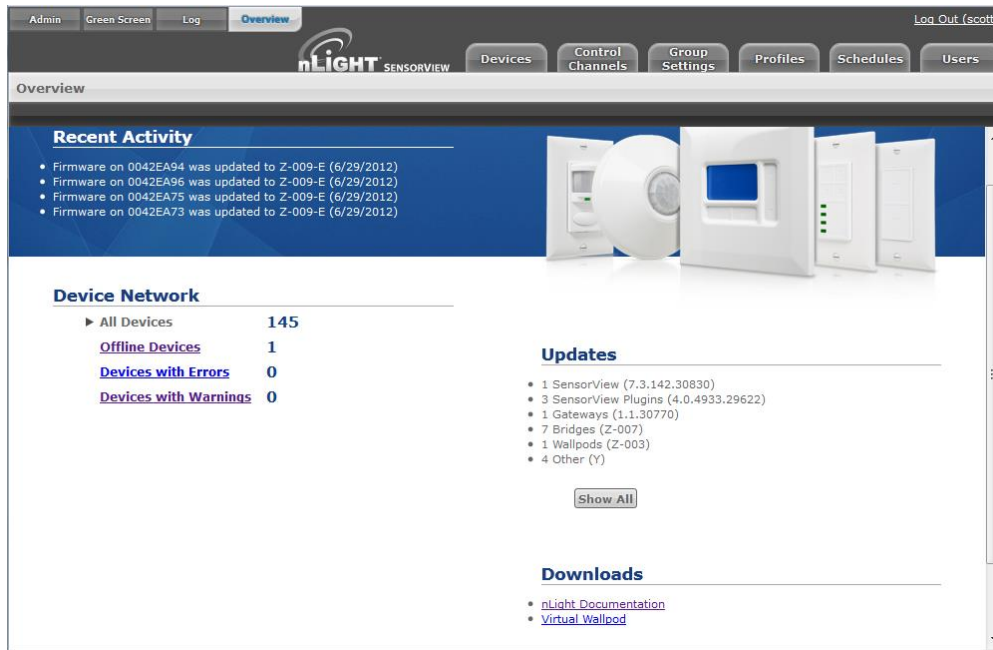 Admin
Green Screen
Log
Overview
Log Out (scott
nLIGHT SENSORVIEW
Devices
Control
Channels
Group
Settings
Profiles
Schedules
Users
Overview
Recent Activity
• Firmware on 0042EA94 was updated to Z-009-E (6/29/2012)
• Firmware on 0042EA96 was updated to Z-009-E (6/29/2012)
• Firmware on 0042EA75 was updated to Z-009-E (6/29/2012)
• Firmware on 0042EA73 was updated to Z-009-E (6/29/2012)
Device Network
All Devices 145
Offline Devices 1
Devices with Errors 0
Devices with Warnings 0
Updates
• 1 SensorView (7.3.142.30830)
• 3 SensorView Plugins (4.0.4933.29622)
• 1 Gateways (1.1.30770)
• 7 Bridges (Z-007)
• 1 Wallpods (Z-003)
• 4 Other (Y)
Show All
Downloads
• nLight Documentation
• Virtual Wallpod